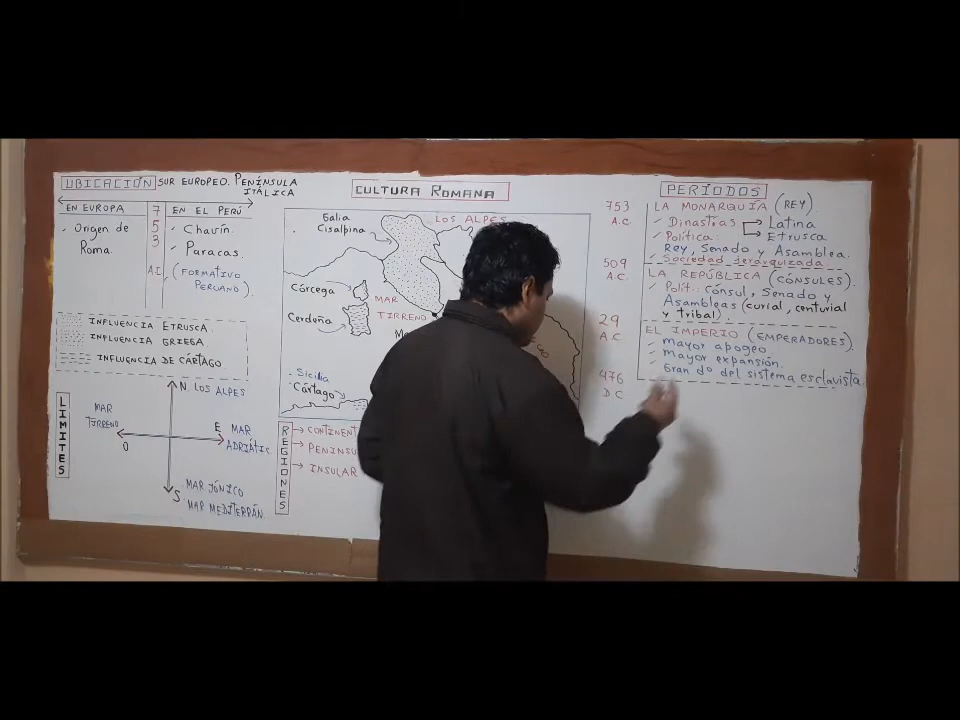 UBICACIÓN SUR EUROPEO. PENÍNSULA
ITÁLICA
EN EUROPA
Origen de
Roma.
7
5
3
A.C
EN EL PERÚ
Chavín.
Paracas.
(FORMATIVO
PERUANO).
INFLUENCIA ETRUSCA.
INFLUENCIA GRIEGA
INFLUENCIA DE CÁRTAGO
LIMITES
N LOS ALPES
MAR
TIRRENO
O
E MAR
ADRIÁTIC
S MAR JÓNICO
MAR MEDITERRÁN
CULTURA ROMANA
Galia
Cisalpina
LOS ALPES
Córcega
MAR
TIRRENO
Cerdeña
Sicilia
Cártago
REGIONES
CONTINENT
PENINSU
INSULAR
PERÍODOS
753
A.C.
LA MONARQUÍA (REY).
Dinastías Latina
Etrusca
Política:
Rey, Senado y Asamblea.
Sociedad jerarquizada.
509
A.C.
LA REPÚBLICA (CÓNSULES).
Polít: cónsul, Senado y
Asambleas (curial, centurial
y tribal).
29
A.C
EL IMPERIO (EMPERADORES).
mayor apogeo
mayor expansión.
Gran do del sistema esclavista.
476
D.C